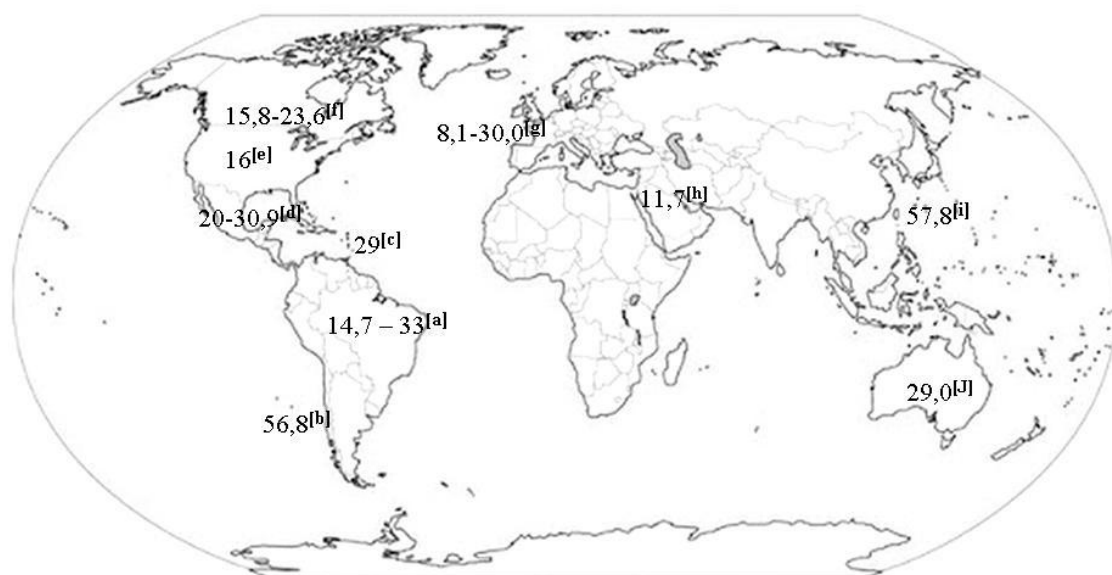 15,8-23,6[f]
8,1-30,0[g]
16[e]
11,7[h]
20-30,9[d]
57,8[i]
29[c]
14,7 – 33[a]
29,0[J]
56,8[b]